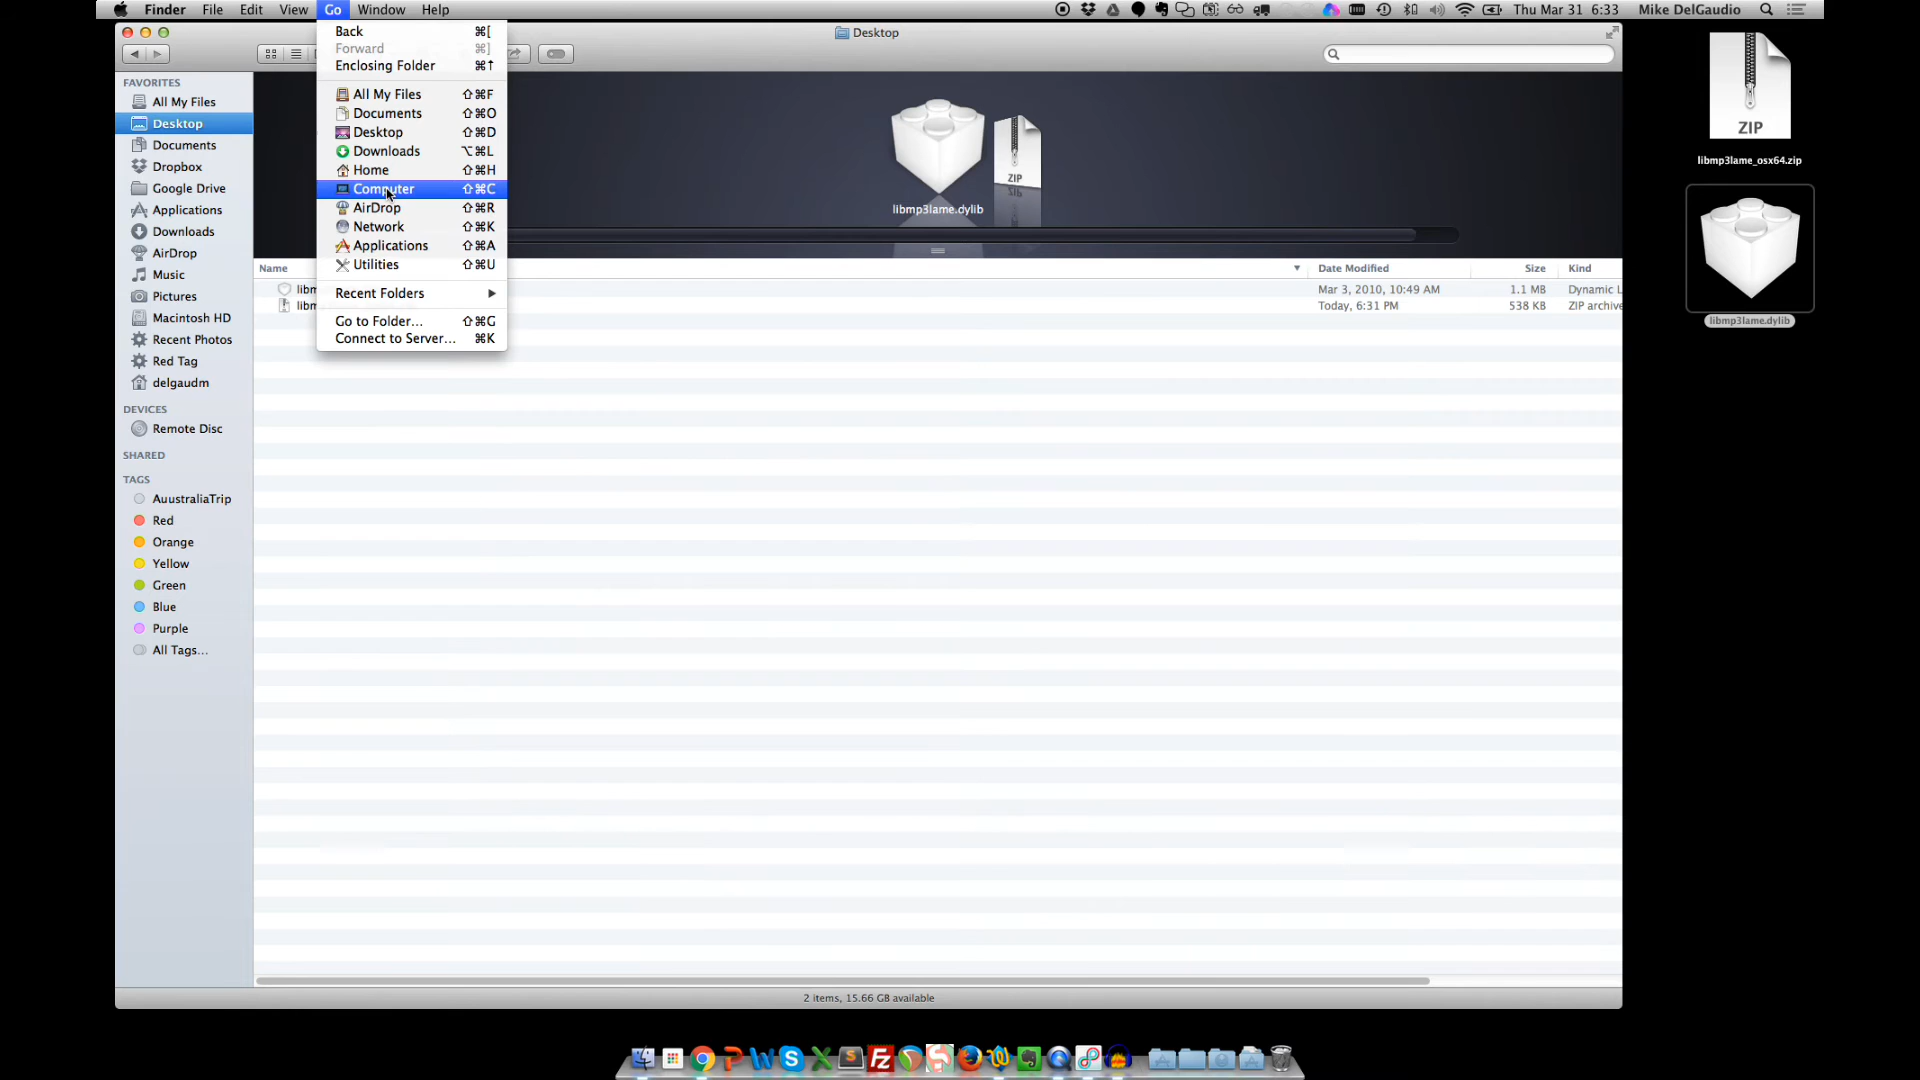 Finder File Edit View Go Window Help Thu Mar 31 6:33 Mike DelGaudio
Desktop
Back ⌘[
Forward ⌘]
Enclosing Folder ⌘↑
All My Files ⇧⌘F
Documents ⇧⌘O
Desktop ⇧⌘D
Downloads ⌥⌘L
Home ⇧⌘H
Computer ⇧⌘C
AirDrop ⇧⌘R
Network ⇧⌘K
Applications ⇧⌘A
Utilities ⇧⌘U
Recent Folders ▶
Go to Folder... ⇧⌘G
Connect to Server... ⌘K
FAVORITES
All My Files
Desktop
Documents
Dropbox
Google Drive
Applications
Downloads
AirDrop
Music
Pictures
Macintosh HD
Recent Photos
Red Tag
delgaudm
DEVICES
Remote Disc
SHARED
TAGS
AuustraliaTrip
Red
Orange
Yellow
Green
Blue
Purple
All Tags...
ZIP
libmp3lame.dylib
Name Date Modified Size Kind
libm Mar 3, 2010, 10:49 AM 1.1 MB Dynamic L
libm Today, 6:31 PM 538 KB ZIP archive
2 items, 15.66 GB available
ZIP
libmp3lame_osx64.zip
libmp3lame.dylib